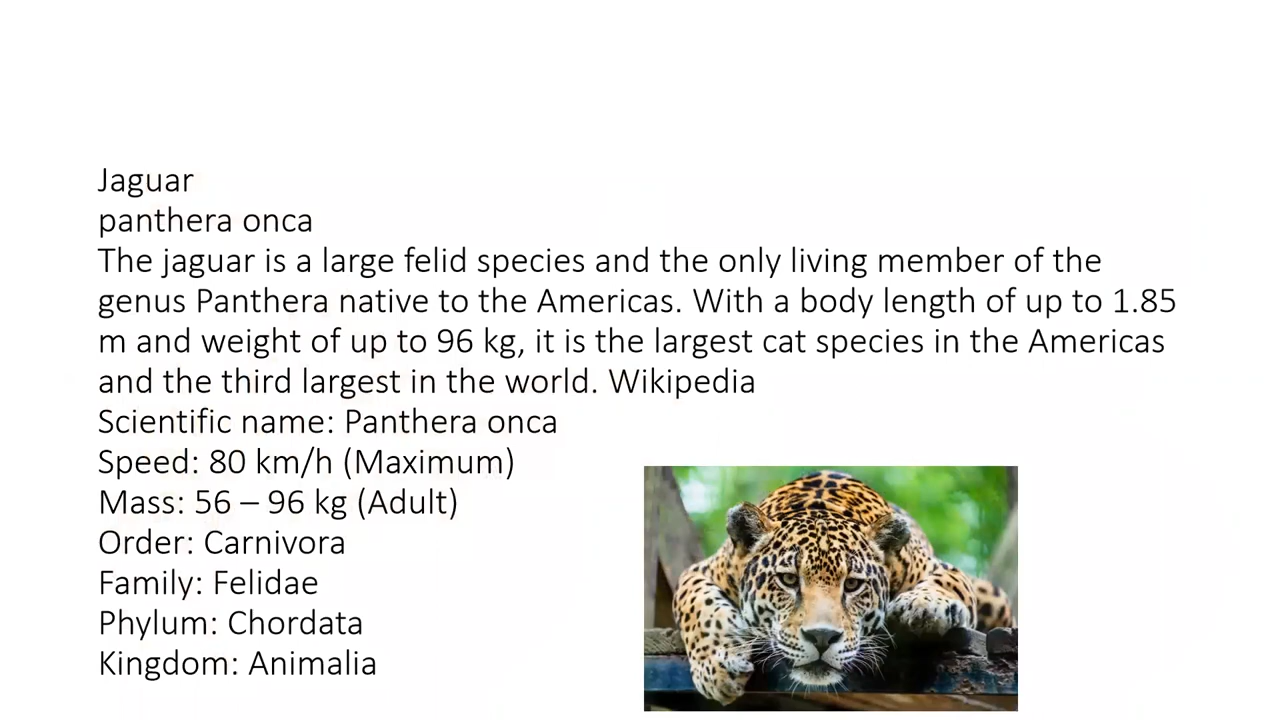 Jaguar
panthera onca
The jaguar is a large felid species and the only living member of the
genus Panthera native to the Americas. With a body length of up to 1.85
m and weight of up to 96 kg, it is the largest cat species in the Americas
and the third largest in the world. Wikipedia
Scientific name: Panthera onca
Speed: 80 km/h (Maximum)
Mass: 56 – 96 kg (Adult)
Order: Carnivora
Family: Felidae
Phylum: Chordata
Kingdom: Animalia